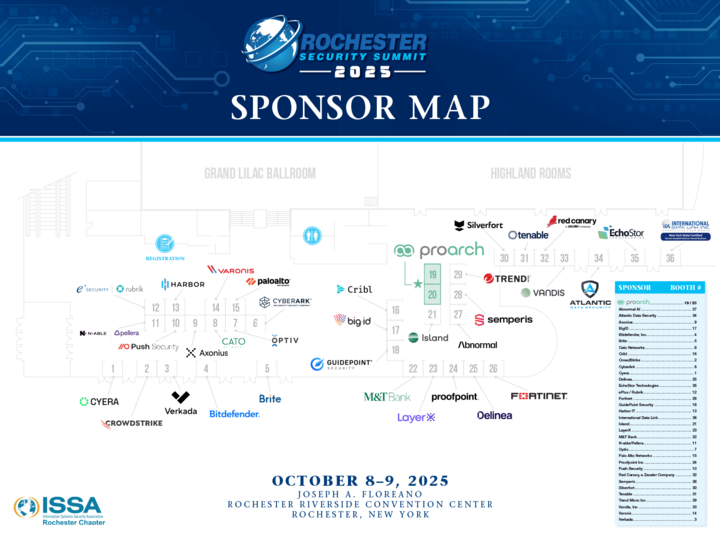 ROCHESTER
SECURITY SUMMIT
2025
SPONSOR MAP
GRAND LILAC BALLROOM
HIGHLAND ROOMS
REGISTRATION
Silverfort
red canary
tenable
EchoStor
INTERNATIONAL
proarch
30 31 32 33 34 35 36
VARONIS
SECURITY
rubrik
HARBOR
paloalto
CYBERARK
Cribl
19
20
29
28
TREND
VANDIS
ATLANTIC
DATA SECURITY
12 13 14 15
11 10 9 8 7 6
16
17
18
21 27
big id
semperis
N-ABLE
pellera
Push Security
CATO
OPTIV
Axonius
Island
Abnormal
GUIDEPOINT
SECURITY
1 2 3 4 5
22 23 24 25 26
CYERA
CROWDSTRIKE
Verkada
Bitdefender
Brite
M&T Bank
proofpoint
FORTINET
LayerX
Delinea
SPONSOR BOOTH #
proarch 19 / 20
Abnormal AI 27
Atlantic Data Security 34
Axonius 9
BigID 17
Bitdefender, Inc. 4
Brite 5
Cato Networks 8
Cribl 16
CrowdStrike 2
CyberArk 6
Cyera 1
Delinea 25
EchoStor Technologies 35
ePlus / Rubrik 12
Fortinet 26
GuidePoint Security 18
Harbor IT 13
International Data Link 36
Island 21
LayerX 23
M&T Bank 22
N-able/Pellera 11
Optiv 7
Palo Alto Networks 15
Proofpoint Inc 24
Push Security 10
Red Canary, a Zscaler Company 32
Semperis 28
Silverfort 30
Tenable 31
Trend Micro Inc 29
Vandis, Inc 33
Varonis 14
Verkada 3
OCTOBER 8–9, 2025
JOSEPH A. FLOREANO
ROCHESTER RIVERSIDE CONVENTION CENTER
ROCHESTER, NEW YORK
ISSA
Information Systems Security Association
Rochester Chapter